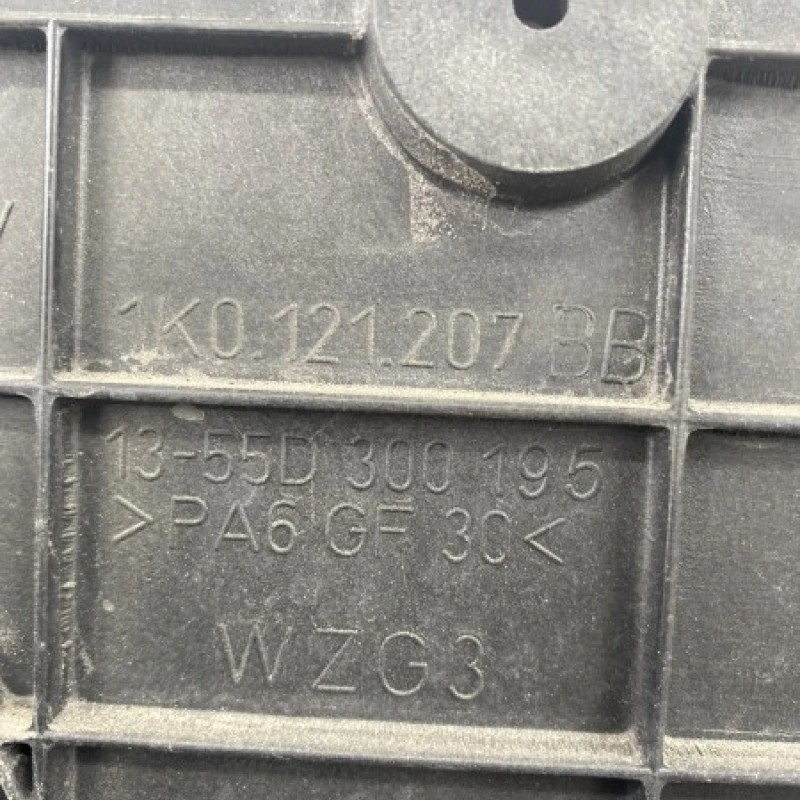 1K0.121.207 BB
13-55D 300 195
>PA6 GF 30<
WZG3